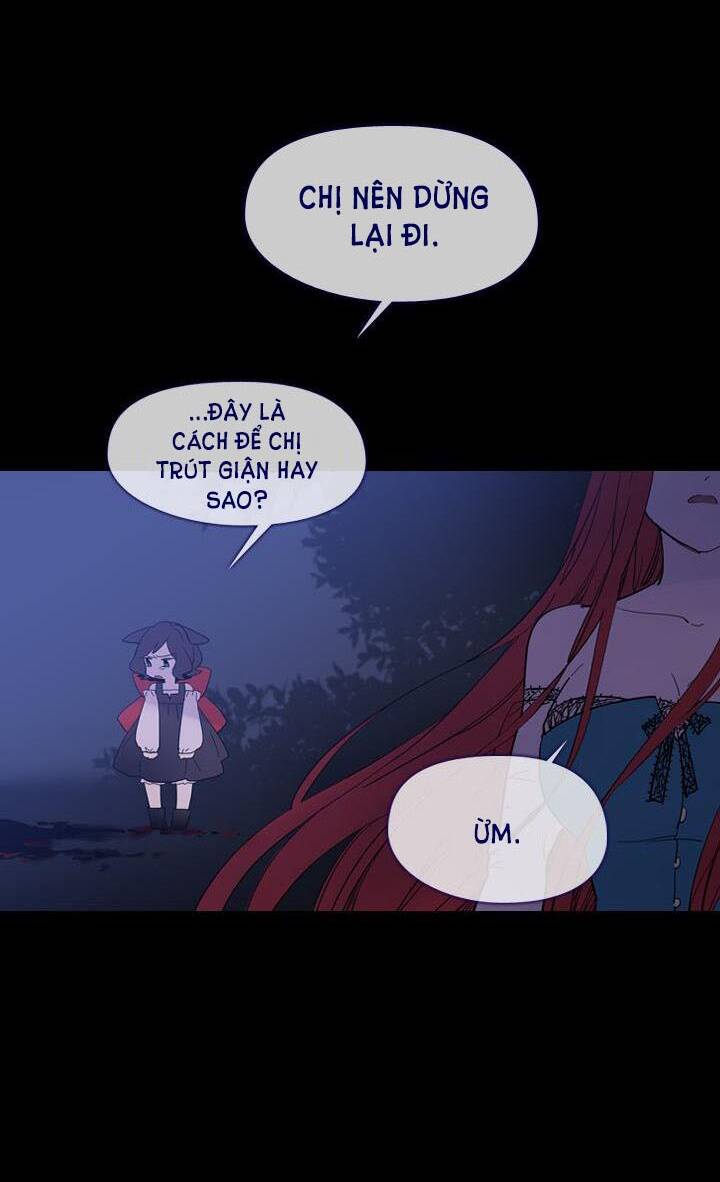 CHỊ NÊN DỪNG
LẠI ĐI.
...ĐÂY LÀ
CÁCH ĐỂ CHỊ
TRÚT GIẬN HAY
SAO?
ỪM.